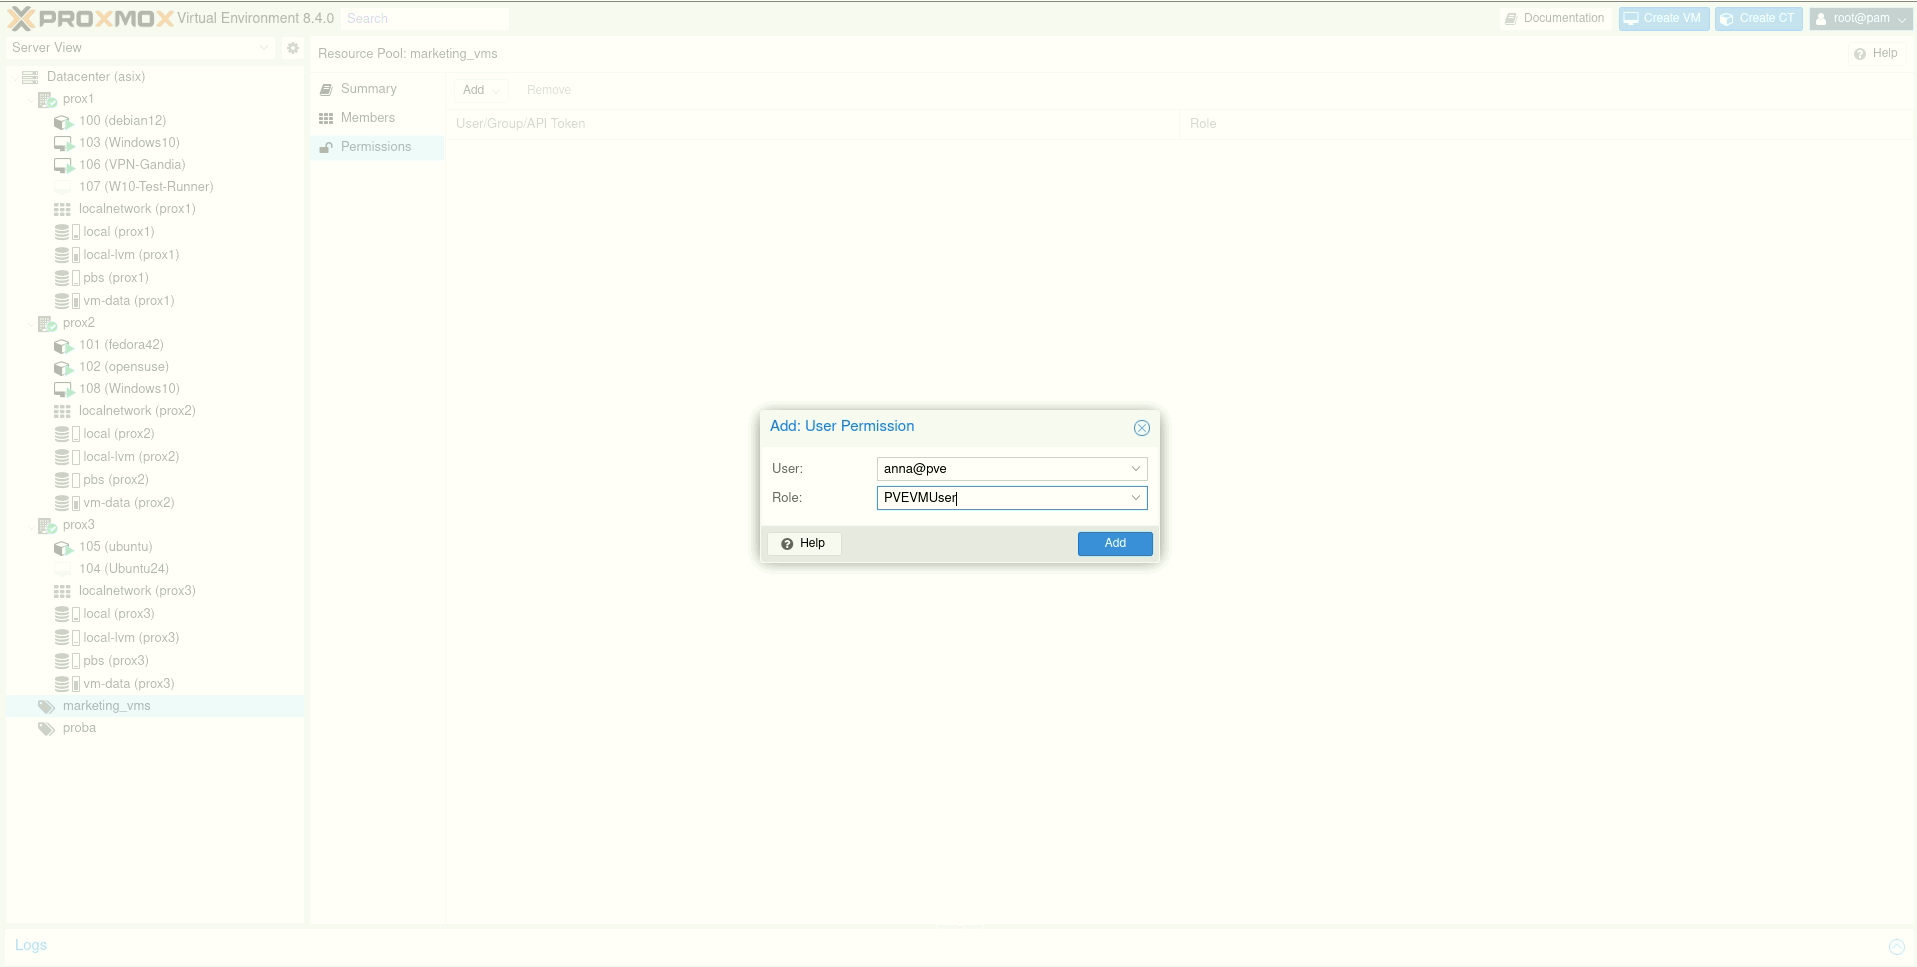 PROXMOX Virtual Environment 8.4.0 Search Documentation Create VM Create CT root@pam
Server View
Resource Pool: marketing_vms Help
Datacenter (asix)
prox1
100 (debian12)
103 (Windows10)
106 (VPN-Gandia)
107 (W10-Test-Runner)
localnetwork (prox1)
local (prox1)
local-lvm (prox1)
pbs (prox1)
vm-data (prox1)
prox2
101 (fedora42)
102 (opensuse)
108 (Windows10)
localnetwork (prox2)
local (prox2)
local-lvm (prox2)
pbs (prox2)
vm-data (prox2)
prox3
105 (ubuntu)
104 (Ubuntu24)
localnetwork (prox3)
local (prox3)
local-lvm (prox3)
pbs (prox3)
vm-data (prox3)
marketing_vms
proba
Summary
Members
Permissions
Add Remove
User/Group/API Token Role
Add: User Permission
User: anna@pve
Role: PVEVMUser
Help Add
Logs